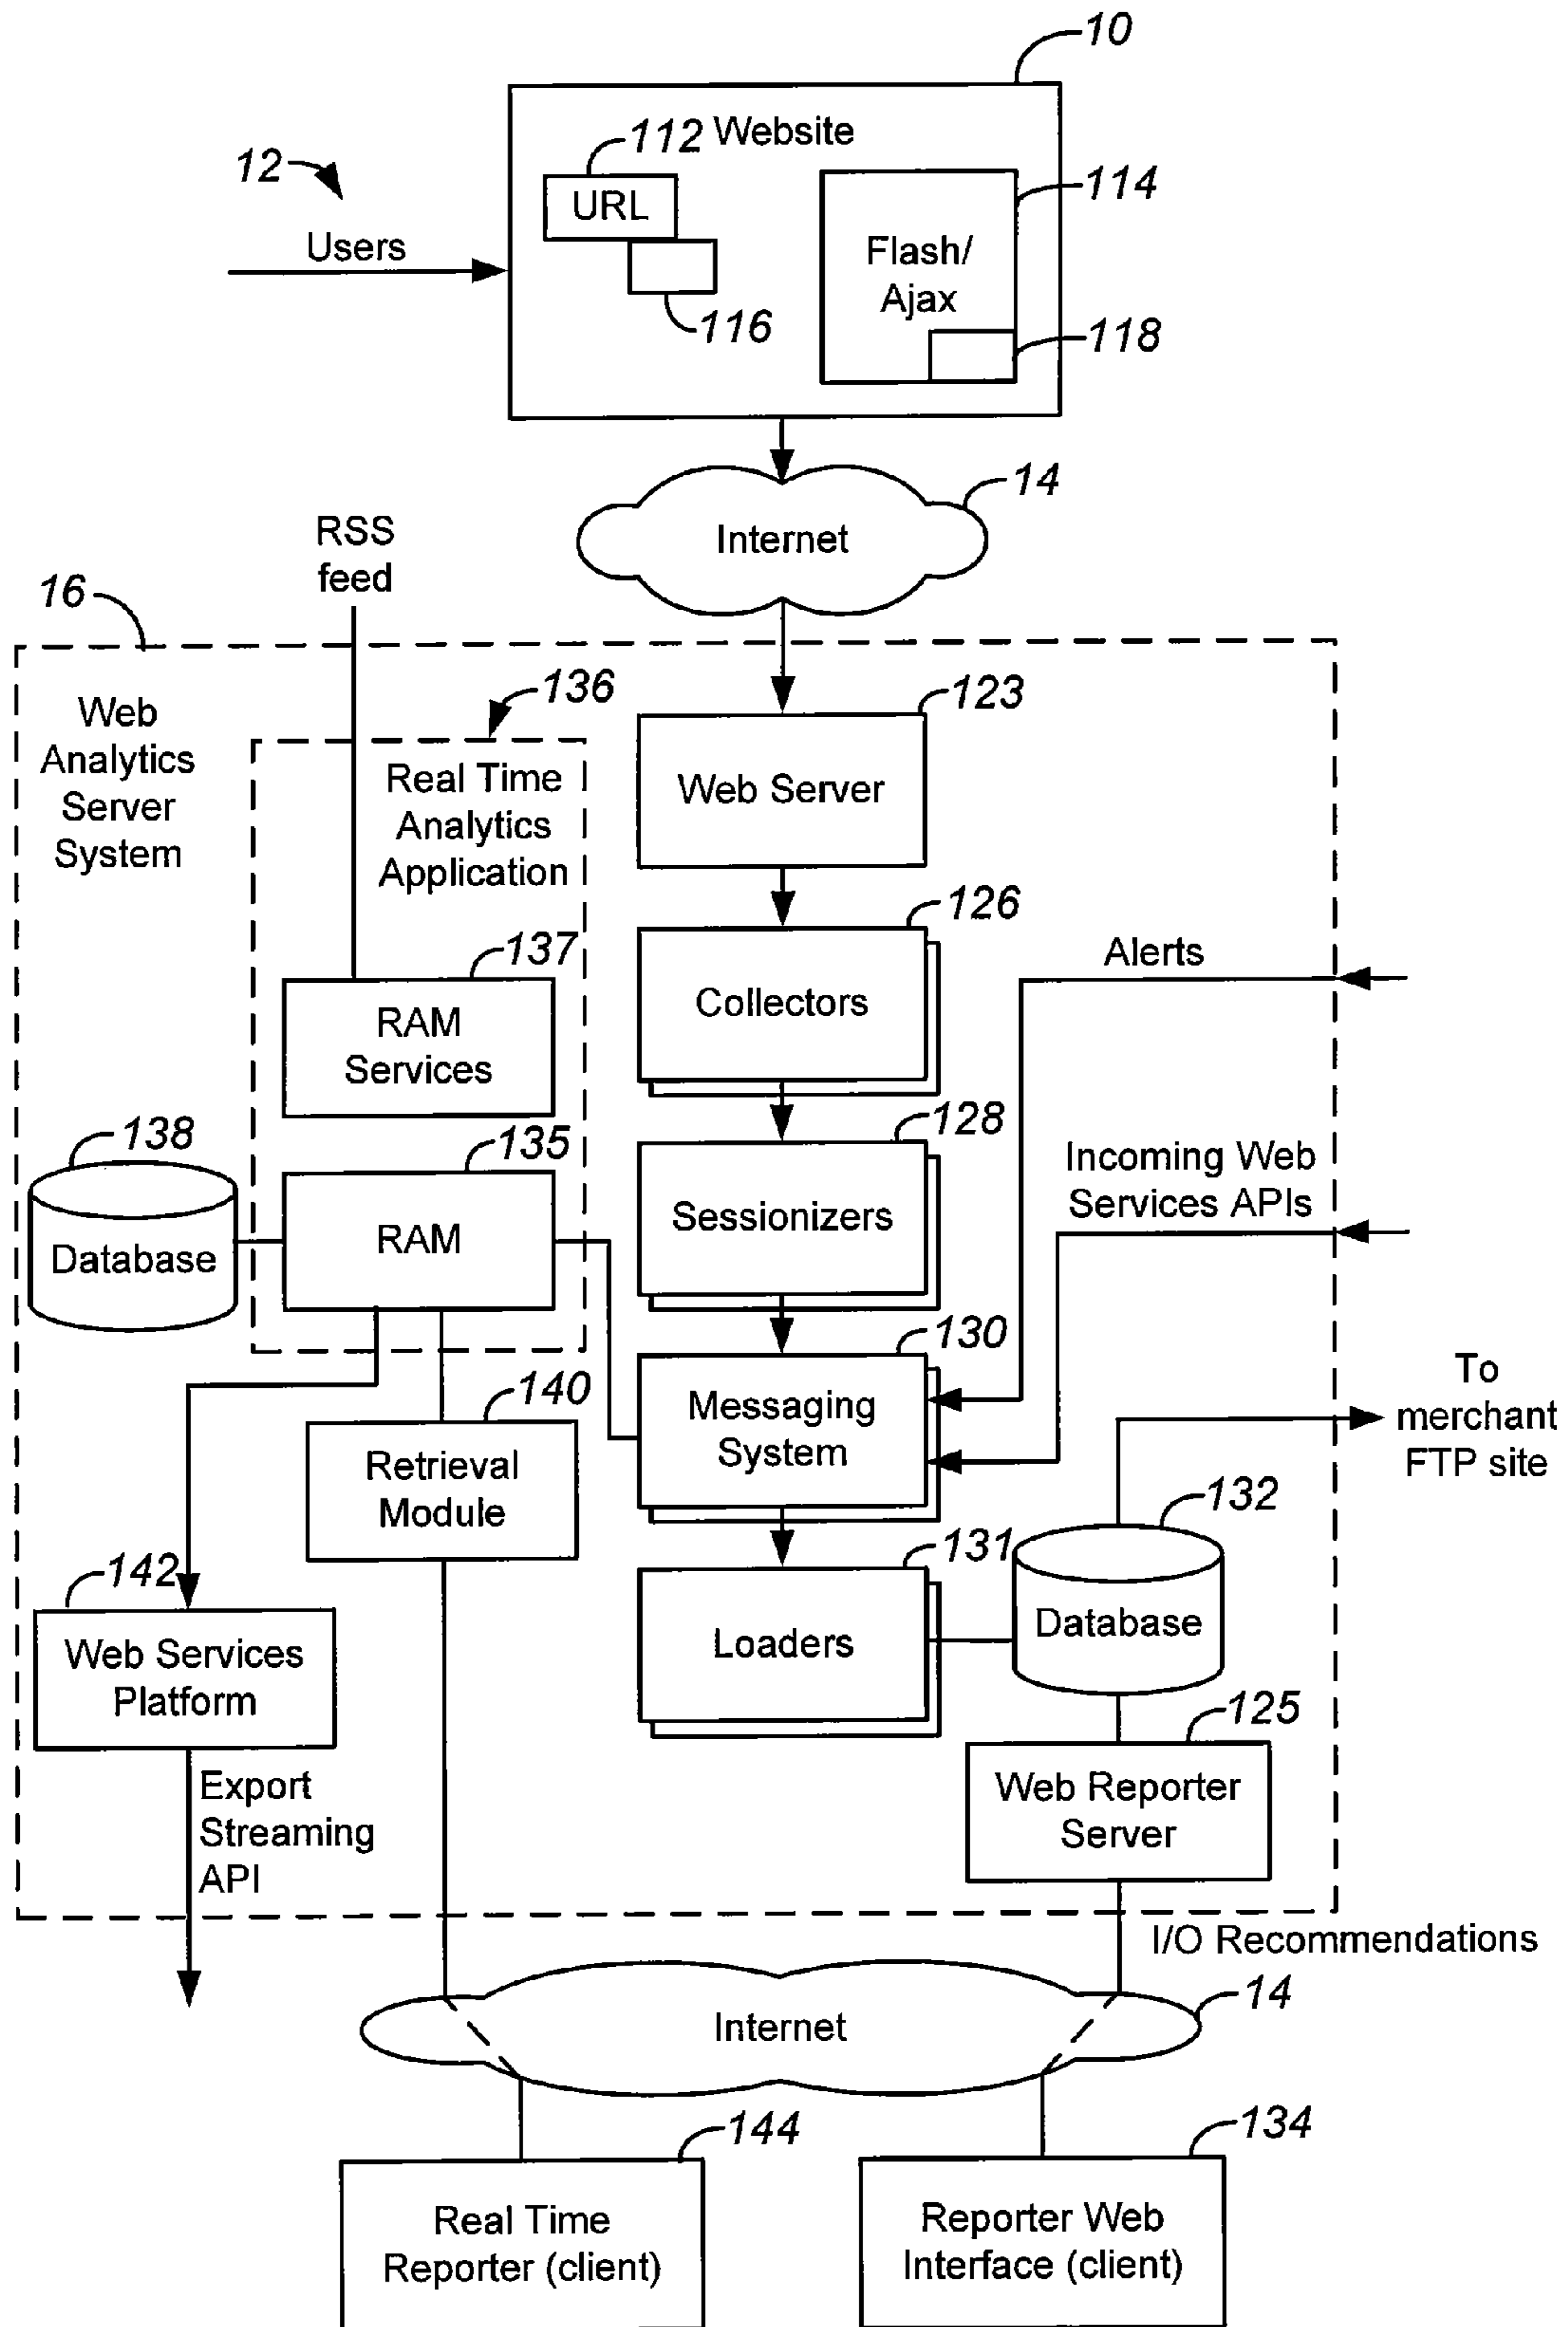 10
112
Website
12
114
URL
Users
Flash/
Ajax
116
118
14
RSS
feed
Internet
16
136
123
Web
Analytics
Server
System
Real Time
Analytics
Application
Web Server
126
137
Alerts
Collectors
RAM
Services
128
138
135
Incoming Web
Services APIs
Sessionizers
RAM
Database
130
To
merchant
FTP site
140
Messaging
System
Retrieval
Module
132
131
142
Database
Loaders
Web Services
Platform
125
Export
Streaming
API
Web Reporter
Server
I/O Recommendations
14
Internet
144
134
Real Time
Reporter (client)
Reporter Web
Interface (client)